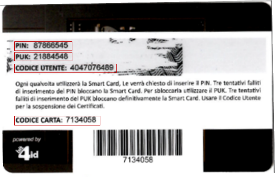 PIN: 87866545
PUK: 21884548
CODICE UTENTE: 4047076489
Ogni qualvolta utilizzerà la Smart Card, Le verrà chiesto di inserire il PIN. Tre tentativi falliti
di inserimento del PIN bloccano la Smart Card. Per sbloccarla utilizzare il PUK. Tre tentativi
falliti di inserimento del PUK bloccano definitivamente la Smart Card. Usare il Codice Utente
per la sospensione dei Certificati.
CODICE CARTA: 7134058
powered by
4id
7134058